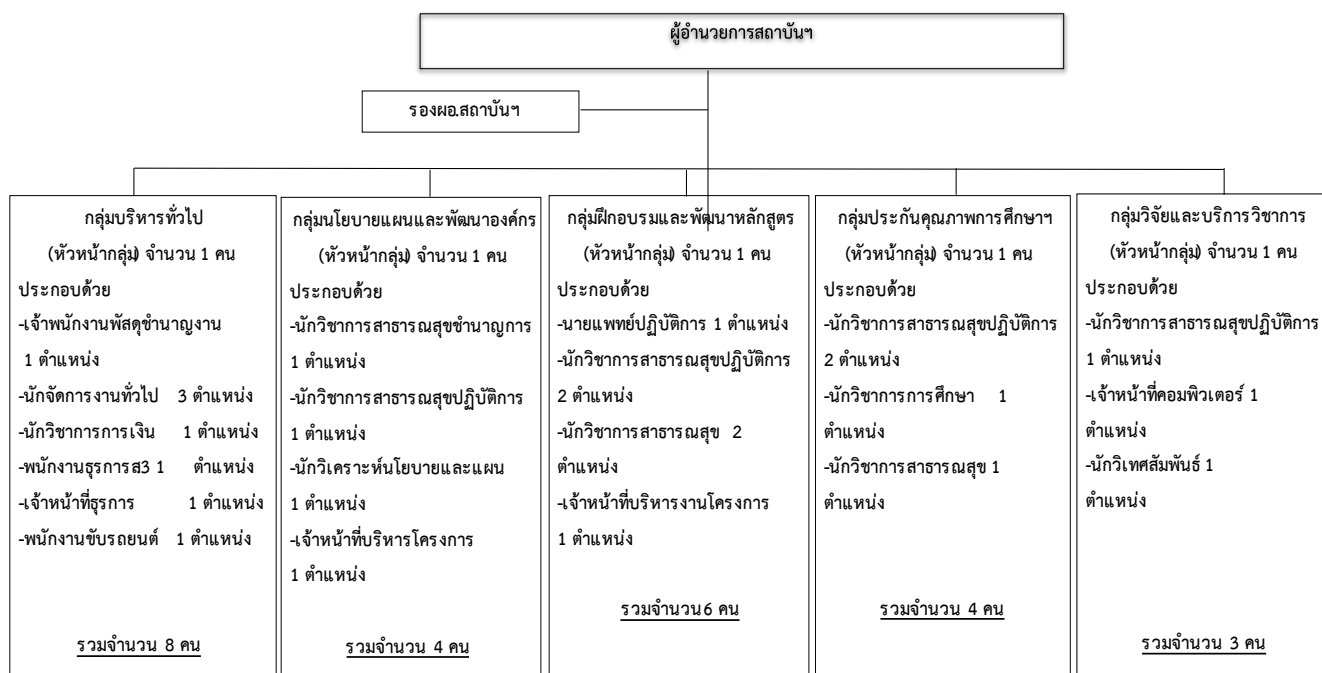 ผู้อำนวยการสถาบันฯ
รองผอ.สถาบันฯ
กลุ่มบริหารทั่วไป
(หัวหน้ากลุ่ม) จำนวน 1 คน
ประกอบด้วย
-เจ้าพนักงานพัสดุชำนาญงาน
1 ตำแหน่ง
-นักจัดการงานทั่วไป 3 ตำแหน่ง
-นักวิชาการการเงิน 1 ตำแหน่ง
-พนักงานธุรการส3 1 ตำแหน่ง
-เจ้าหน้าที่ธุรการ 1 ตำแหน่ง
-พนักงานขับรถยนต์ 1 ตำแหน่ง
รวมจำนวน 8 คน
กลุ่มนโยบายแผนและพัฒนาองค์กร
(หัวหน้ากลุ่ม) จำนวน 1 คน
ประกอบด้วย
-นักวิชาการสาธารณสุขชำนาญการ
1 ตำแหน่ง
-นักวิชาการสาธารณสุขปฏิบัติการ
1 ตำแหน่ง
-นักวิเคราะห์นโยบายและแผน
1 ตำแหน่ง
-เจ้าหน้าที่บริหารโครงการ
1 ตำแหน่ง
รวมจำนวน 4 คน
กลุ่มฝึกอบรมและพัฒนาหลักสูตร
(หัวหน้ากลุ่ม) จำนวน 1 คน
ประกอบด้วย
-นายแพทย์ปฏิบัติการ 1 ตำแหน่ง
-นักวิชาการสาธารณสุขปฏิบัติการ
2 ตำแหน่ง
-นักวิชาการสาธารณสุข 2
ตำแหน่ง
-เจ้าหน้าที่บริหารงานโครงการ
1 ตำแหน่ง
รวมจำนวน6 คน
กลุ่มประกันคุณภาพการศึกษาฯ
(หัวหน้ากลุ่ม) จำนวน 1 คน
ประกอบด้วย
-นักวิชาการสาธารณสุขปฏิบัติการ
2 ตำแหน่ง
-นักวิชาการการศึกษา 1
ตำแหน่ง
-นักวิชาการสาธารณสุข 1
ตำแหน่ง
รวมจำนวน 4 คน
กลุ่มวิจัยและบริการวิชาการ
(หัวหน้ากลุ่ม) จำนวน 1 คน
ประกอบด้วย
-นักวิชาการสาธารณสุขปฏิบัติการ
1 ตำแหน่ง
-เจ้าหน้าที่คอมพิวเตอร์ 1
ตำแหน่ง
-นักวิเทศสัมพันธ์ 1
ตำแหน่ง
รวมจำนวน 3 คน